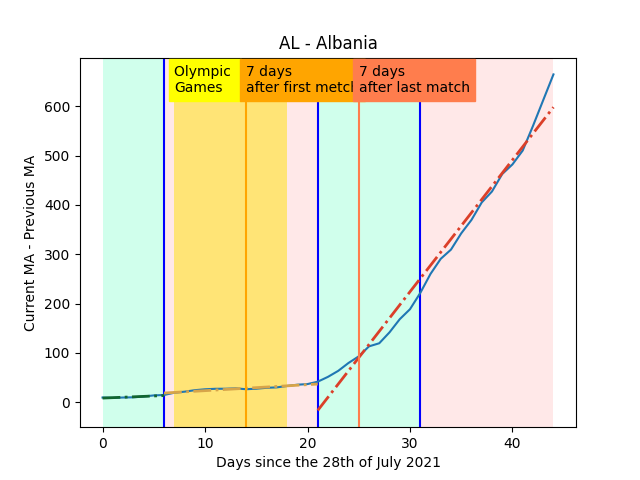 AL - Albania
Olympic
Games
7 days
after first metch
7 days
after last match
Current MA - Previous MA
600
500
400
300
200
100
0
0 10 20 30 40
Days since the 28th of July 2021